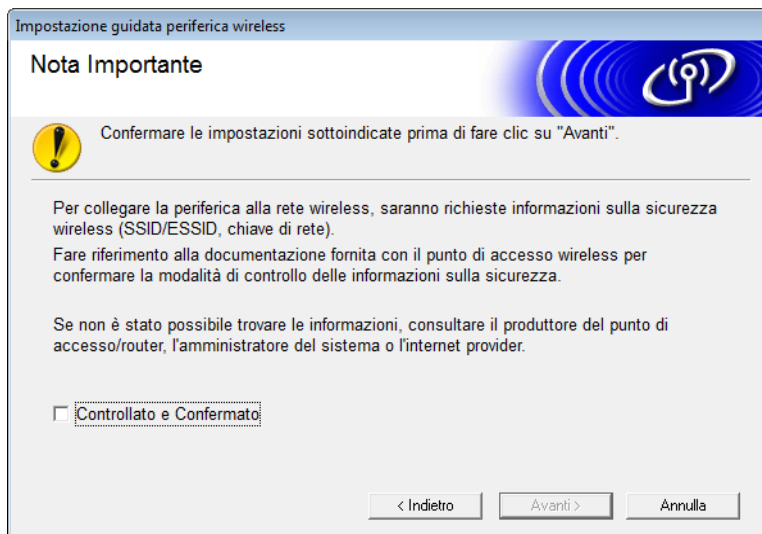 Impostazione guidata periferica wireless
Nota Importante
Confermare le impostazioni sottoindicate prima di fare clic su "Avanti".
Per collegare la periferica alla rete wireless, saranno richieste informazioni sulla sicurezza
wireless (SSID/ESSID, chiave di rete).
Fare riferimento alla documentazione fornita con il punto di accesso wireless per
confermare la modalità di controllo delle informazioni sulla sicurezza.
Se non è stato possibile trovare le informazioni, consultare il produttore del punto di
accesso/router, l'amministratore del sistema o l'internet provider.
Controllato e Confermato
< Indietro
Avanti >
Annulla